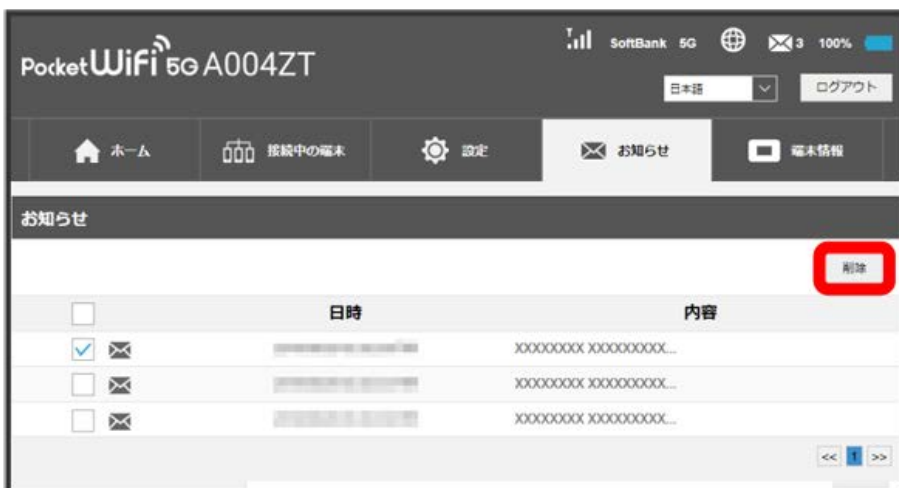 SoftBank 5G 3 100%
PocketWiFi 5G A004ZT
日本語 ログアウト
ホーム 接続中の端末 設定 お知らせ 端末情報
お知らせ
削除
日時 内容
XXXXXXXX XXXXXXXXX...
XXXXXXXX XXXXXXXXX...
XXXXXXXX XXXXXXXXX...
<< 1 >>